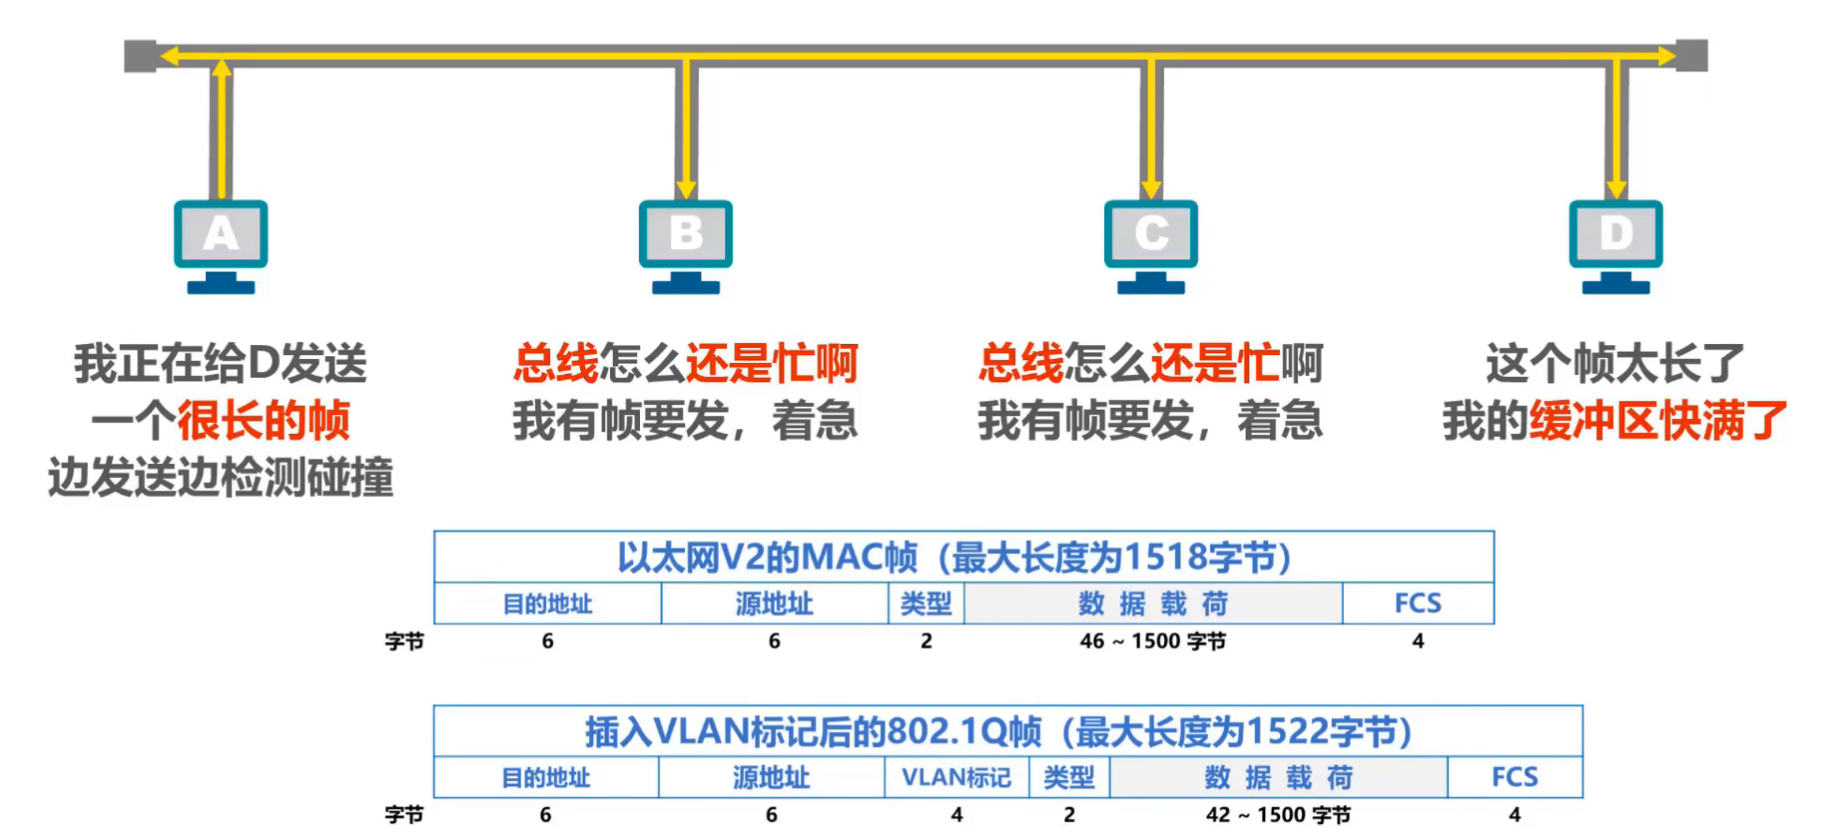 A
B
C
D
我正在给D发送
一个很长的帧
边发送边检测碰撞
总线怎么还是忙啊
我有帧要发，着急
总线怎么还是忙啊
我有帧要发，着急
这个帧太长了
我的缓冲区快满了
以太网V2的MAC帧（最大长度为1518字节）
目的地址 源地址 类型 数 据 载 荷 FCS
字节 6 6 2 46 ~ 1500 字节 4
插入VLAN标记后的802.1Q帧（最大长度为1522字节）
目的地址 源地址 VLAN标记 类型 数 据 载 荷 FCS
字节 6 6 4 2 42 ~ 1500 字节 4